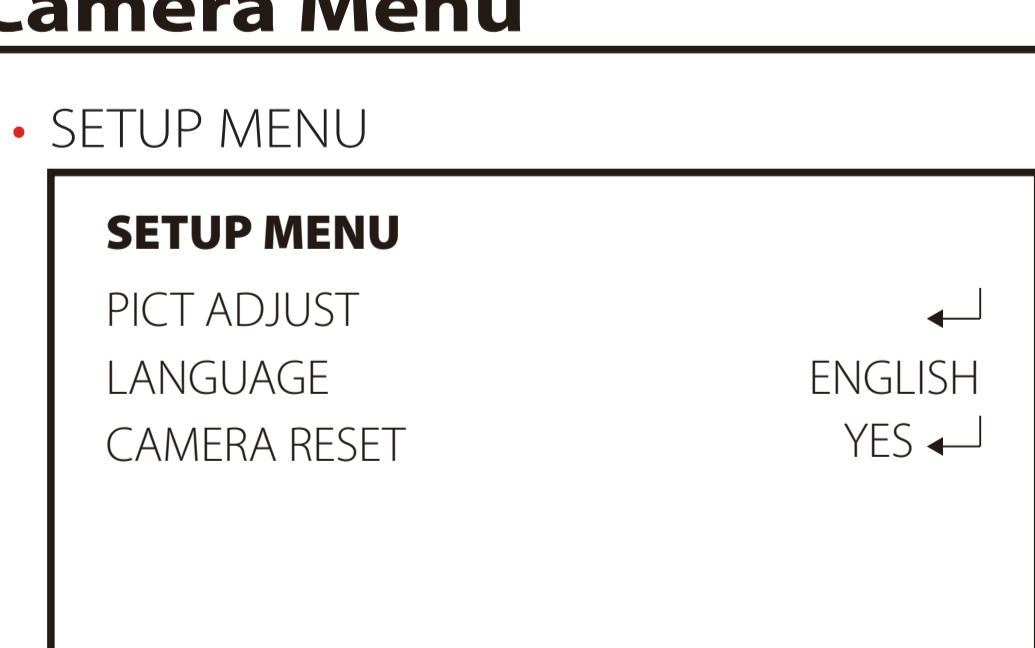 Camera Menu
• SETUP MENU
SETUP MENU
PICT ADJUST ↵
LANGUAGE ENGLISH
CAMERA RESET YES ↵